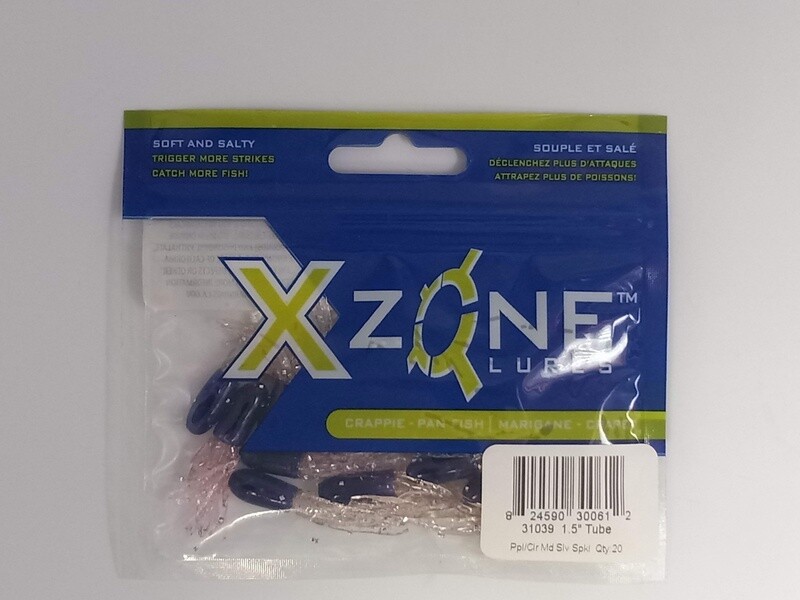 SOFT AND SALTY
TRIGGER MORE STRIKES
CATCH MORE FISH!
SOUPLE ET SALÉ
DÉCLENCHEZ PLUS D'ATTAQUES
ATTRAPEZ PLUS DE POISSONS!
X ZONE™
LURES
CRAPPIE - PAN FISH | MARIGANE -
8 24590 30061 2
31039 1.5" Tube
Ppl/Clr Md Slv Spkl Qty:20